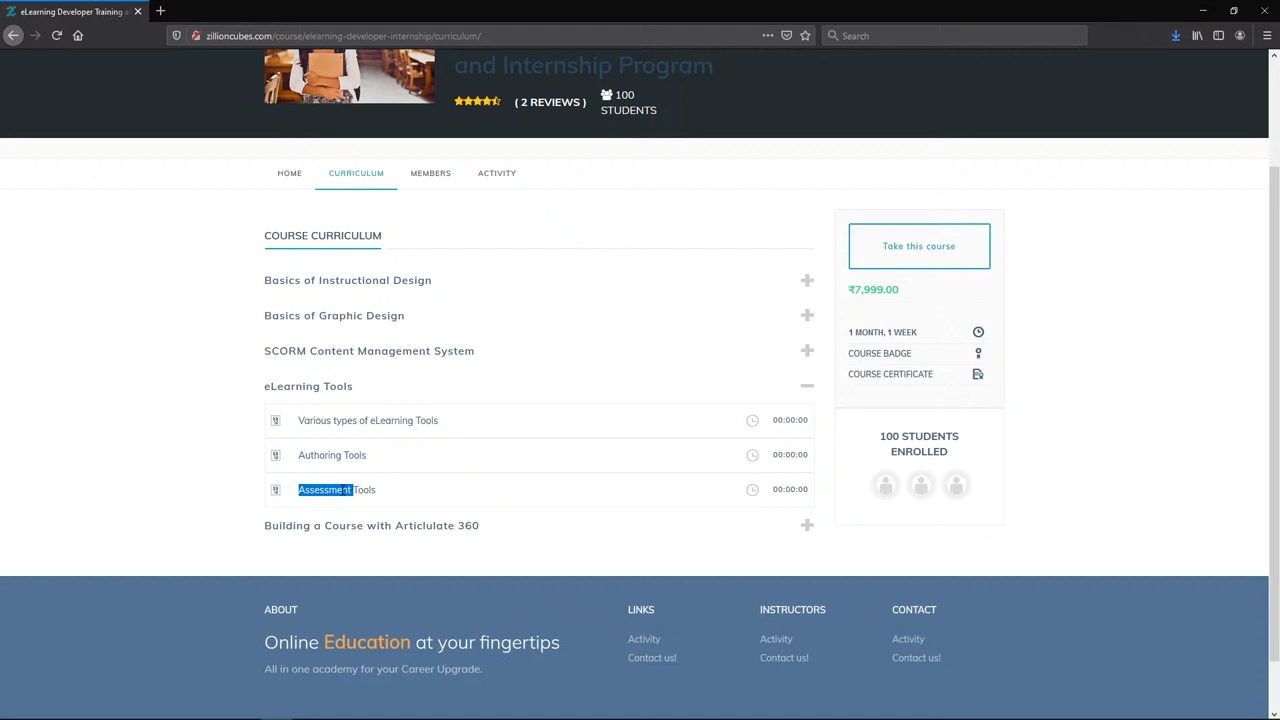 eLearning Developer Training a
zillioncubes.com/course/elearning-developer-internship/curriculum/
Search
and Internship Program
( 2 REVIEWS )
100
STUDENTS
HOME
CURRICULUM
MEMBERS
ACTIVITY
COURSE CURRICULUM
Basics of Instructional Design
Basics of Graphic Design
SCORM Content Management System
eLearning Tools
Various types of eLearning Tools
00:00:00
Authoring Tools
00:00:00
Assessment Tools
00:00:00
Building a Course with Articlulate 360
Take this course
₹7,999.00
1 MONTH, 1 WEEK
COURSE BADGE
COURSE CERTIFICATE
100 STUDENTS
ENROLLED
ABOUT
Online Education at your fingertips
All in one academy for your Career Upgrade.
LINKS
Activity
Contact us!
INSTRUCTORS
Activity
Contact us!
CONTACT
Activity
Contact us!